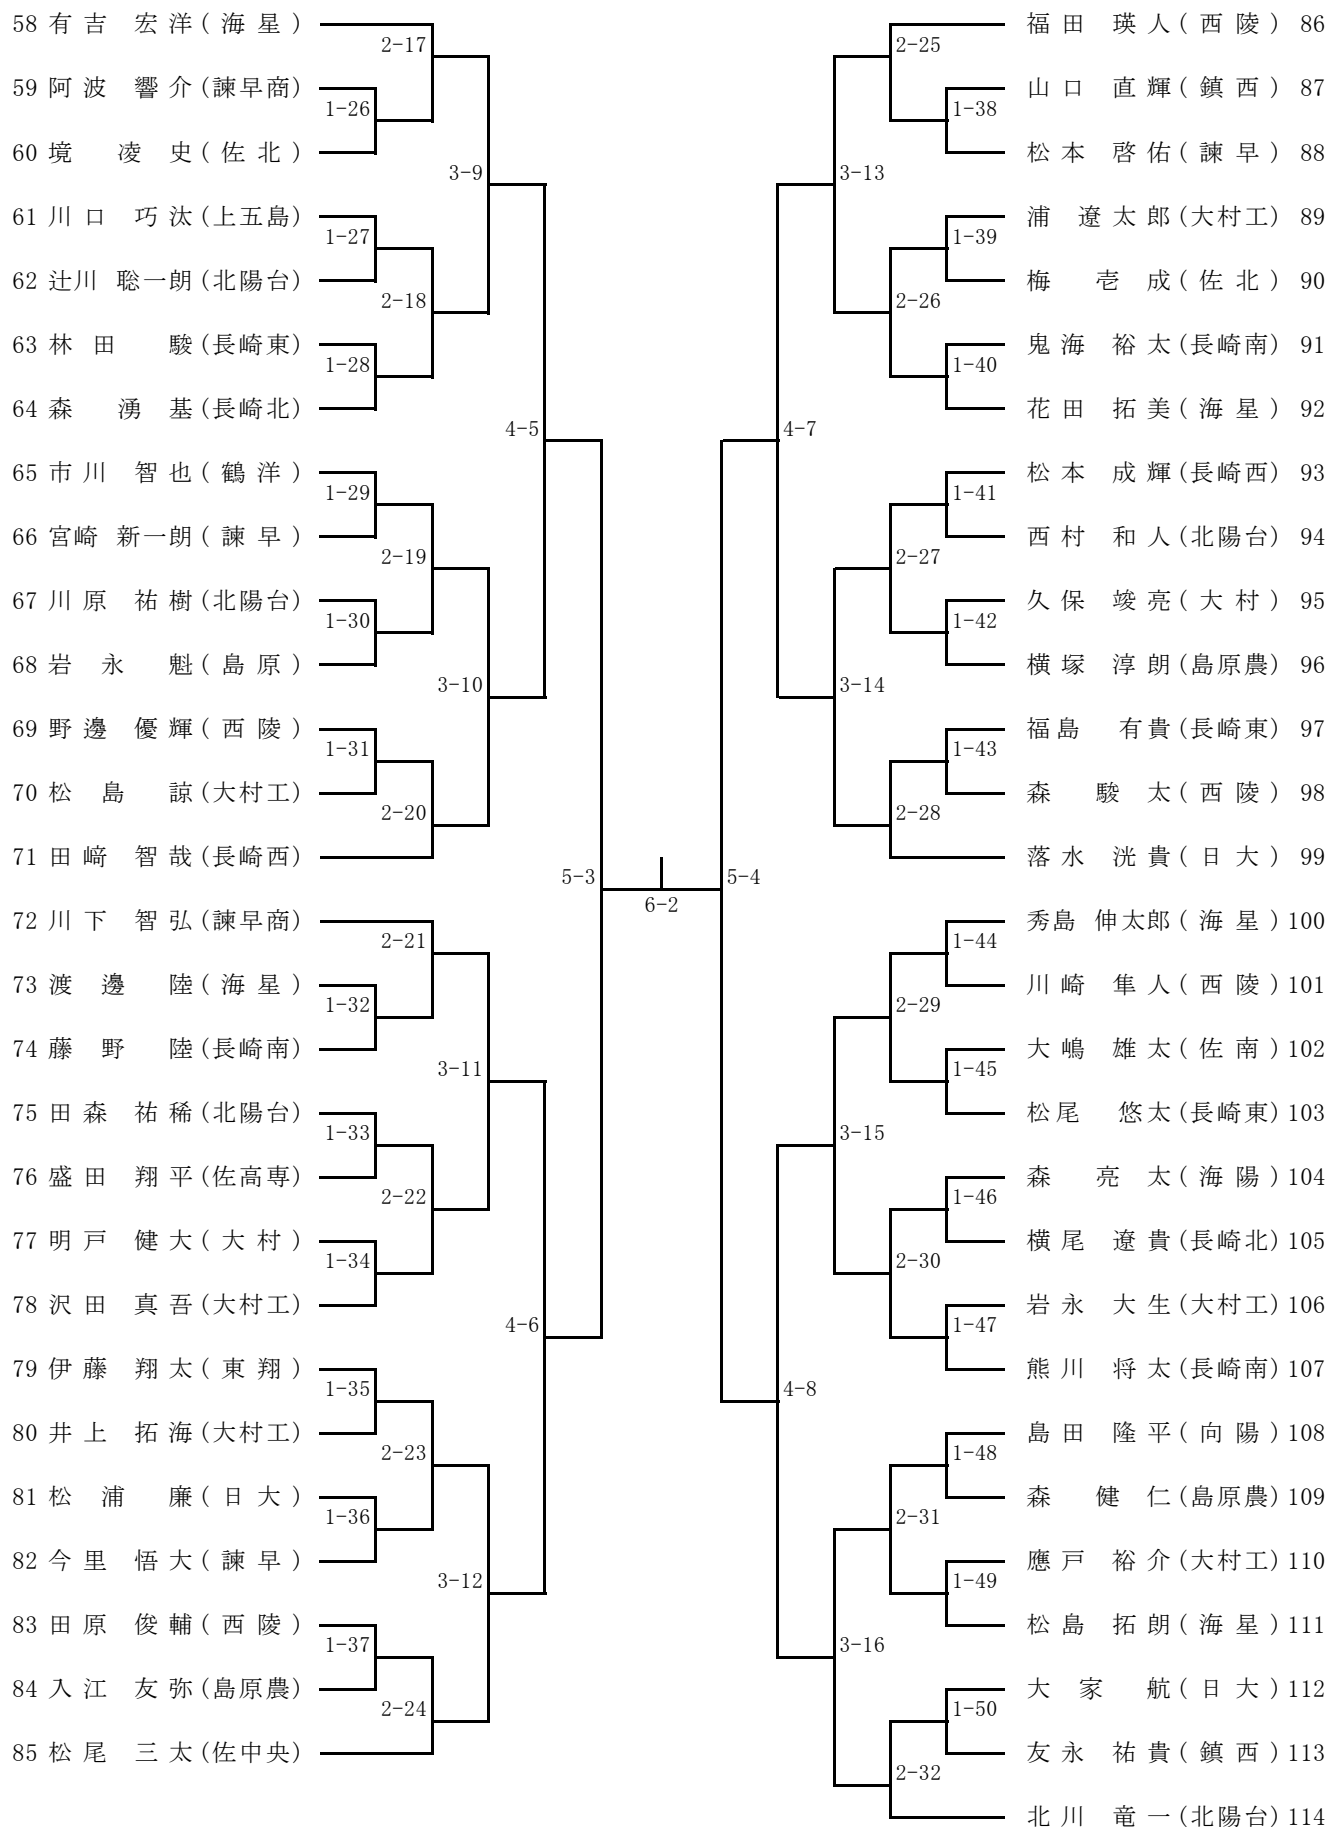 58 有吉 宏洋(海星)
2-17
59 阿波 響介(諫早商)
1-26
60 境 凌史(佐北)
3-9
61 川口 巧汰(上五島)
1-27
62 辻川 聡一朗(北陽台)
2-18
63 林田 駿(長崎東)
1-28
64 森 湧基(長崎北)
4-5
65 市川 智也(鶴洋)
1-29
66 宮崎 新一朗(諫早)
2-19
67 川原 祐樹(北陽台)
1-30
68 岩永 魁(島原)
3-10
69 野邊 優輝(西陵)
1-31
70 松島 諒(大村工)
2-20
71 田﨑 智哉(長崎西)
5-3
72 川下 智弘(諫早商)
2-21
73 渡邊 陸(海星)
1-32
74 藤野 陸(長崎南)
3-11
75 田森 祐稀(北陽台)
1-33
76 盛田 翔平(佐高専)
2-22
77 明戸 健大(大村)
1-34
78 沢田 真吾(大村工)
4-6
79 伊藤 翔太(東翔)
1-35
80 井上 拓海(大村工)
2-23
81 松浦 廉(日大)
1-36
82 今里 悟大(諫早)
3-12
83 田原 俊輔(西陵)
1-37
84 入江 友弥(島原農)
2-24
85 松尾 三太(佐中央)
6-2
福田 瑛人(西陵) 86
2-25
山口 直輝(鎮西) 87
1-38
松本 啓佑(諫早) 88
3-13
浦 遼太郎(大村工) 89
1-39
梅 壱成(佐北) 90
2-26
鬼海 裕太(長崎南) 91
1-40
花田 拓美(海星) 92
4-7
松本 成輝(長崎西) 93
1-41
西村 和人(北陽台) 94
2-27
久保 竣亮(大村) 95
1-42
横塚 淳朗(島原農) 96
3-14
福島 有貴(長崎東) 97
1-43
森 駿太(西陵) 98
2-28
落水 洸貴(日大) 99
5-4
秀島 伸太郎(海星) 100
1-44
川崎 隼人(西陵) 101
2-29
大嶋 雄太(佐南) 102
1-45
松尾 悠太(長崎東) 103
3-15
森 亮太(海陽) 104
1-46
横尾 遼貴(長崎北) 105
2-30
岩永 大生(大村工) 106
1-47
熊川 将太(長崎南) 107
4-8
島田 隆平(向陽) 108
1-48
森 健仁(島原農) 109
2-31
應戸 裕介(大村工) 110
1-49
松島 拓朗(海星) 111
3-16
大家 航(日大) 112
1-50
友永 祐貴(鎮西) 113
2-32
北川 竜一(北陽台) 114